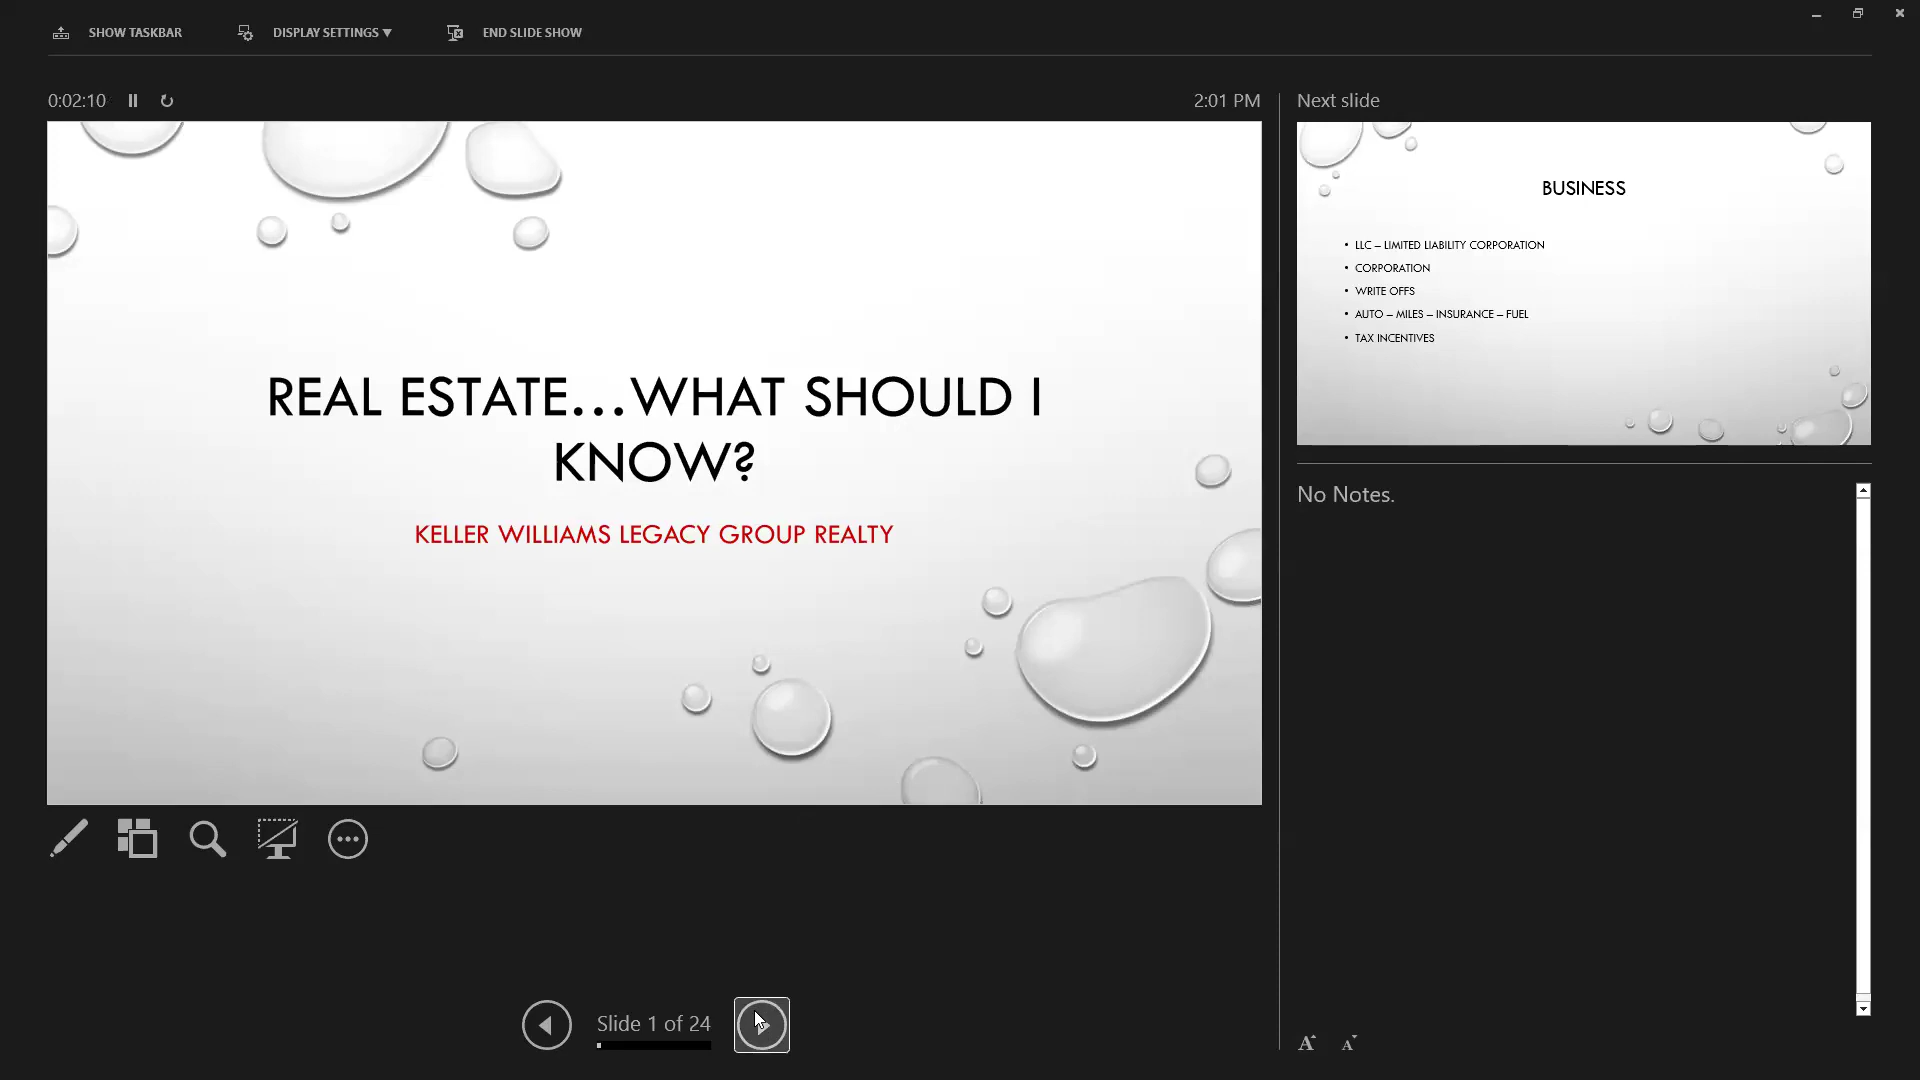 SHOW TASKBAR
DISPLAY SETTINGS ▼
END SLIDE SHOW
0:02:10
2:01 PM
Next slide
REAL ESTATE...WHAT SHOULD I
KNOW?
KELLER WILLIAMS LEGACY GROUP REALTY
BUSINESS
• LLC – LIMITED LIABILITY CORPORATION
• CORPORATION
• WRITE OFFS
• AUTO – MILES – INSURANCE – FUEL
• TAX INCENTIVES
No Notes.
Slide 1 of 24
A A